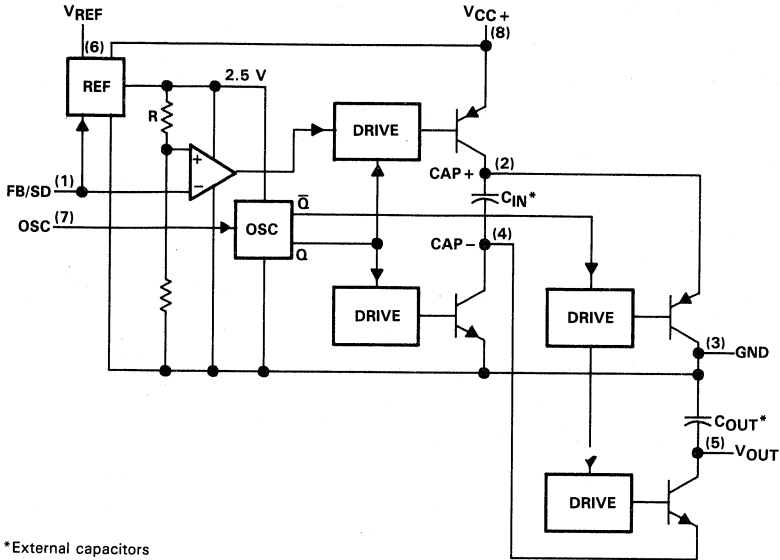 VREF
VCC+
(6)
(8)
REF
2.5 V
R
DRIVE
+
−
(1)
FB/SD
CAP+
(2)
CIN*
Q̅
OSC (7)
OSC
Q
CAP−
(4)
DRIVE
DRIVE
(3)
GND
COUT*
(5)
VOUT
DRIVE
*External capacitors